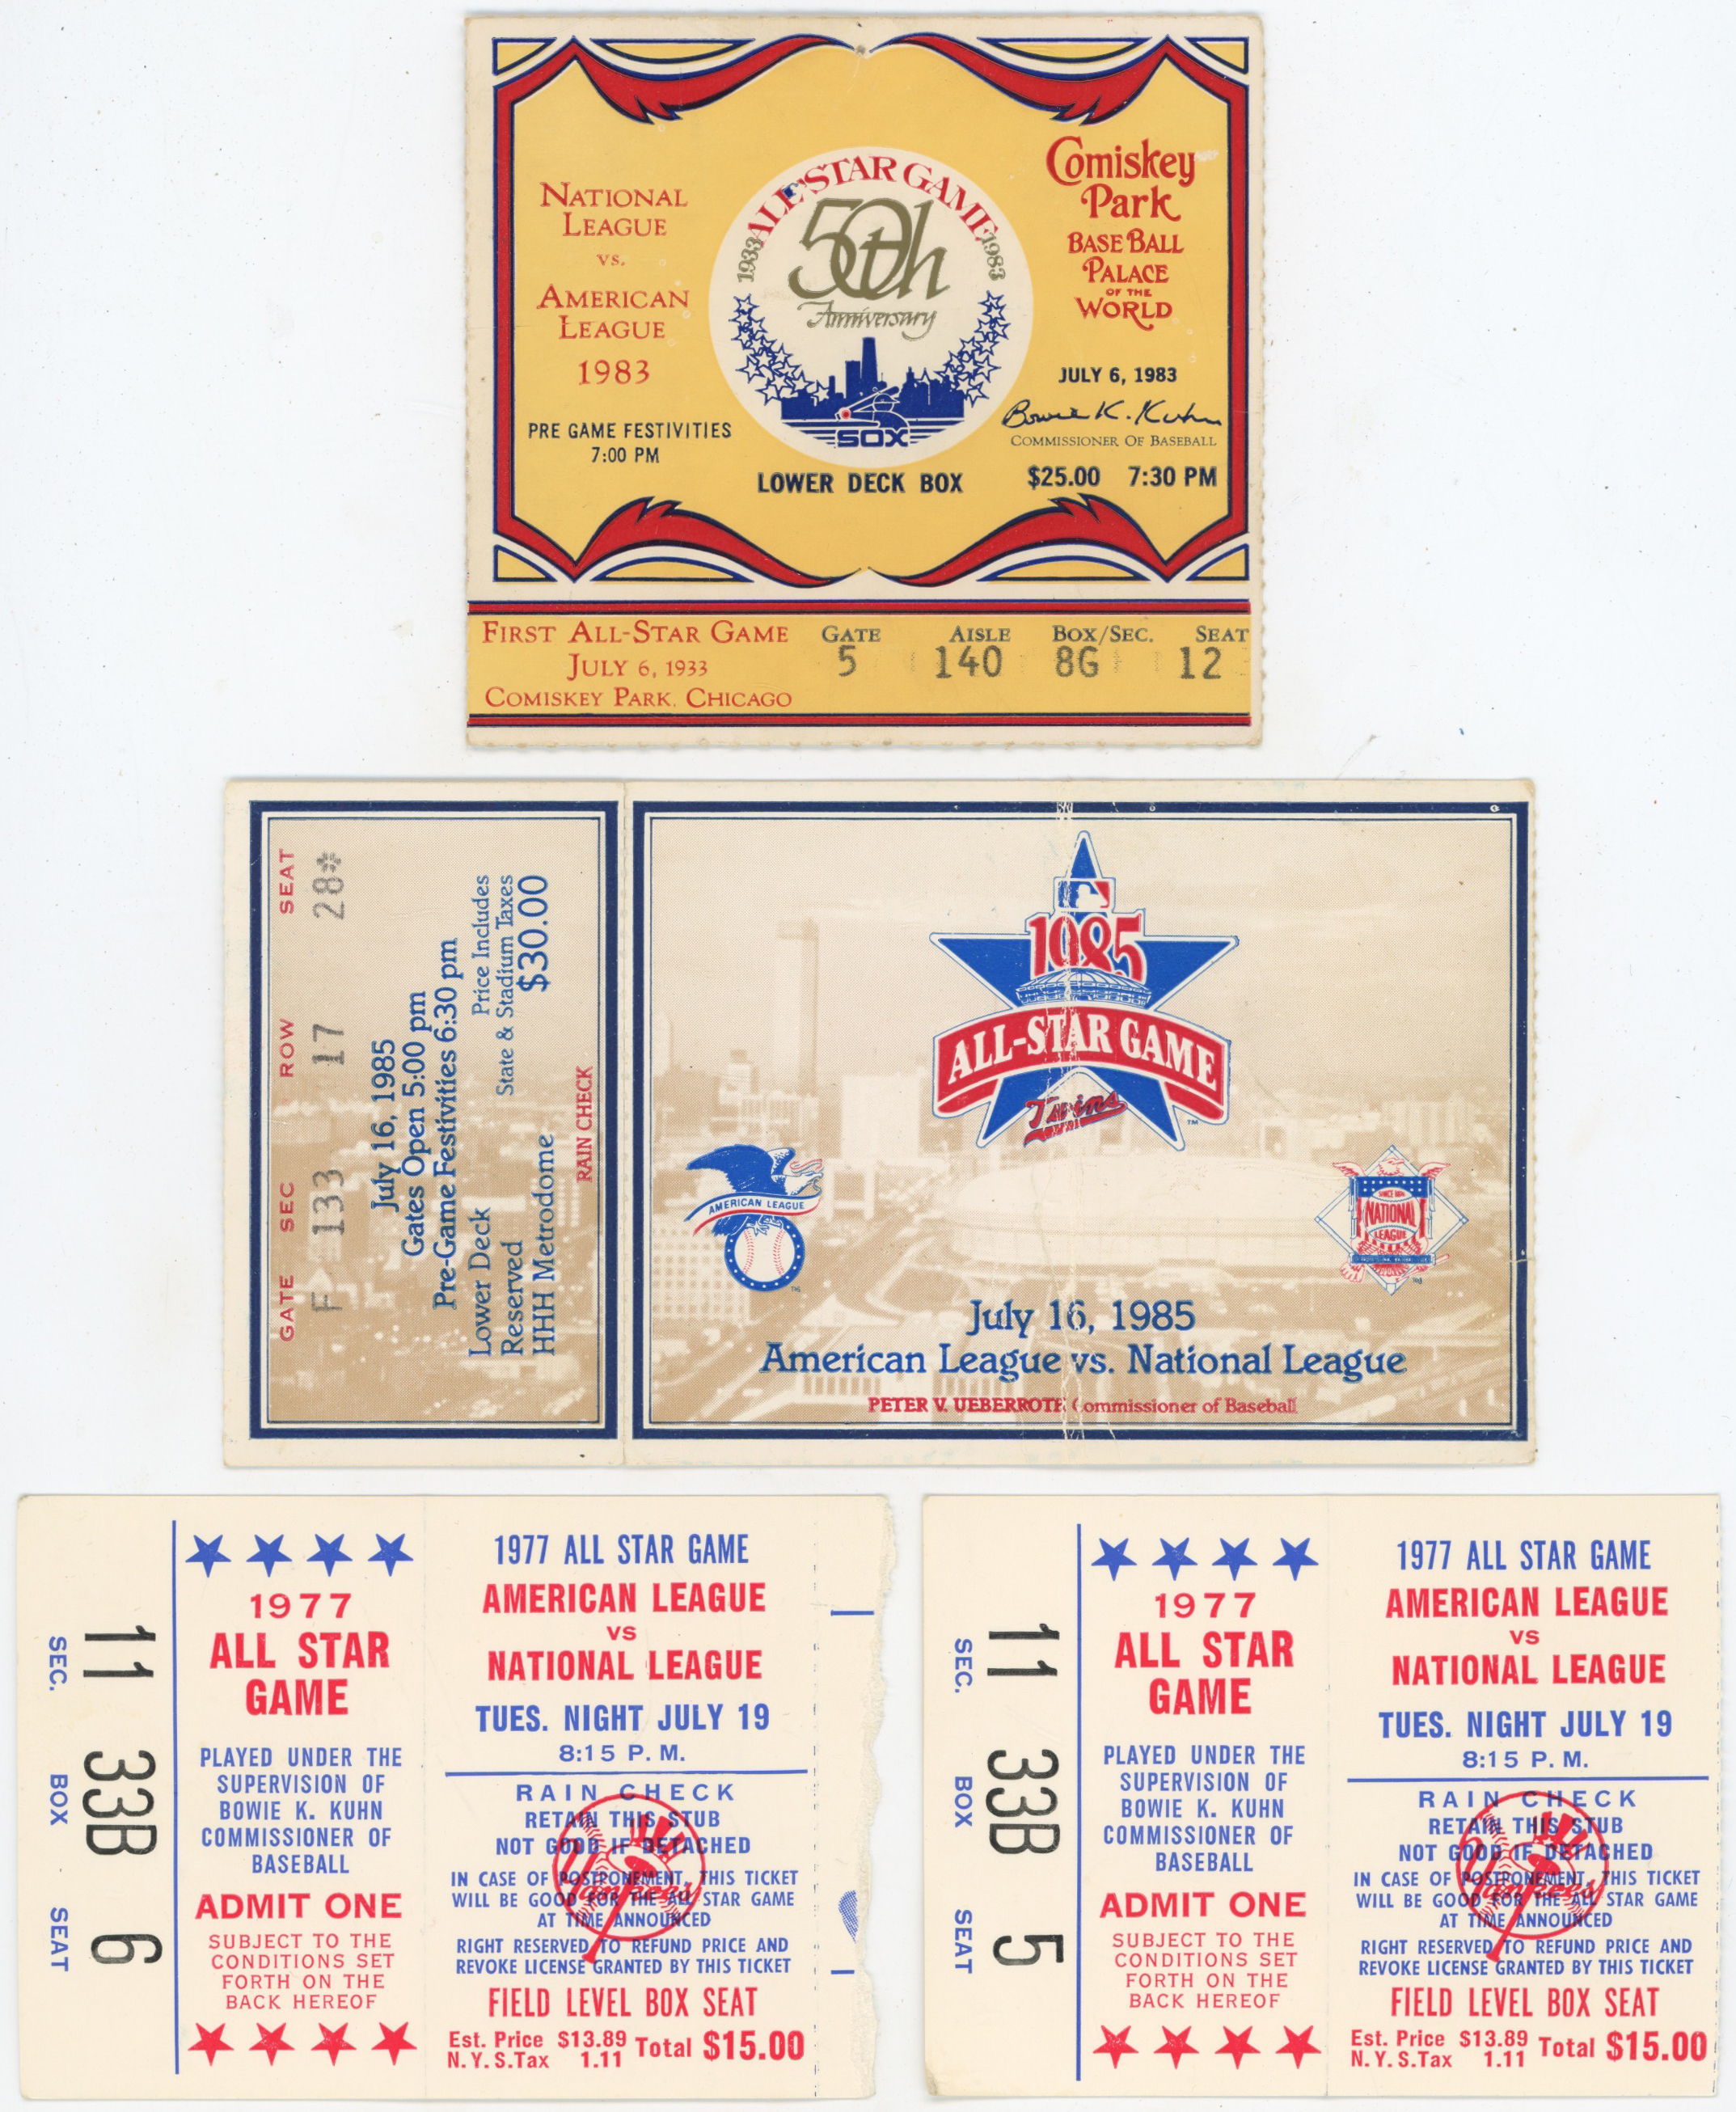 NATIONAL
LEAGUE
VS.
AMERICAN
LEAGUE
1983
PRE GAME FESTIVITIES
7:00 PM
ALL STAR GAME
1933
1983
50th
Anniversary
SOX
LOWER DECK BOX
Comiskey
Park
BASE BALL
PALACE
OF THE
WORLD
JULY 6, 1983
Bowie K. Kuhn
COMMISSIONER OF BASEBALL
$25.00 7:30 PM
FIRST ALL-STAR GAME
JULY 6, 1933
COMISKEY PARK, CHICAGO
GATE AISLE BOX/SEC. SEAT
5 140 8G 12
GATE SEC ROW SEAT
F 133 17 28*
July 16, 1985
Gates Open 5:00 pm
Pre-Game Festivities 6:30 pm
Lower Deck Price Includes
Reserved State & Stadium Taxes
HHH Metrodome $30.00
RAIN CHECK
1985
ALL-STAR GAME
Twins
TM
AMERICAN LEAGUE
TM
SINCE 1876
NATIONAL
LEAGUE
July 16, 1985
American League vs. National League
PETER V. UEBERROTH Commissioner of Baseball
SEC. 11
BOX 33B
SEAT 6
1977
ALL STAR
GAME
PLAYED UNDER THE
SUPERVISION OF
BOWIE K. KUHN
COMMISSIONER OF
BASEBALL
ADMIT ONE
SUBJECT TO THE
CONDITIONS SET
FORTH ON THE
BACK HEREOF
1977 ALL STAR GAME
AMERICAN LEAGUE
VS
NATIONAL LEAGUE
TUES. NIGHT JULY 19
8:15 P.M.
RAIN CHECK
RETAIN THIS STUB
NOT GOOD IF DETACHED
IN CASE OF POSTPONEMENT, THIS TICKET
WILL BE GOOD FOR THE ALL STAR GAME
AT TIME ANNOUNCED
Yankees
RIGHT RESERVED TO REFUND PRICE AND
REVOKE LICENSE GRANTED BY THIS TICKET
FIELD LEVEL BOX SEAT
Est. Price $13.89 Total $15.00
N.Y.S.Tax 1.11
SEC. 11
BOX 33B
SEAT 5
1977
ALL STAR
GAME
PLAYED UNDER THE
SUPERVISION OF
BOWIE K. KUHN
COMMISSIONER OF
BASEBALL
ADMIT ONE
SUBJECT TO THE
CONDITIONS SET
FORTH ON THE
BACK HEREOF
1977 ALL STAR GAME
AMERICAN LEAGUE
VS
NATIONAL LEAGUE
TUES. NIGHT JULY 19
8:15 P.M.
RAIN CHECK
RETAIN THIS STUB
NOT GOOD IF DETACHED
IN CASE OF POSTPONEMENT, THIS TICKET
WILL BE GOOD FOR THE ALL STAR GAME
AT TIME ANNOUNCED
Yankees
RIGHT RESERVED TO REFUND PRICE AND
REVOKE LICENSE GRANTED BY THIS TICKET
FIELD LEVEL BOX SEAT
Est. Price $13.89 Total $15.00
N.Y.S.Tax 1.11